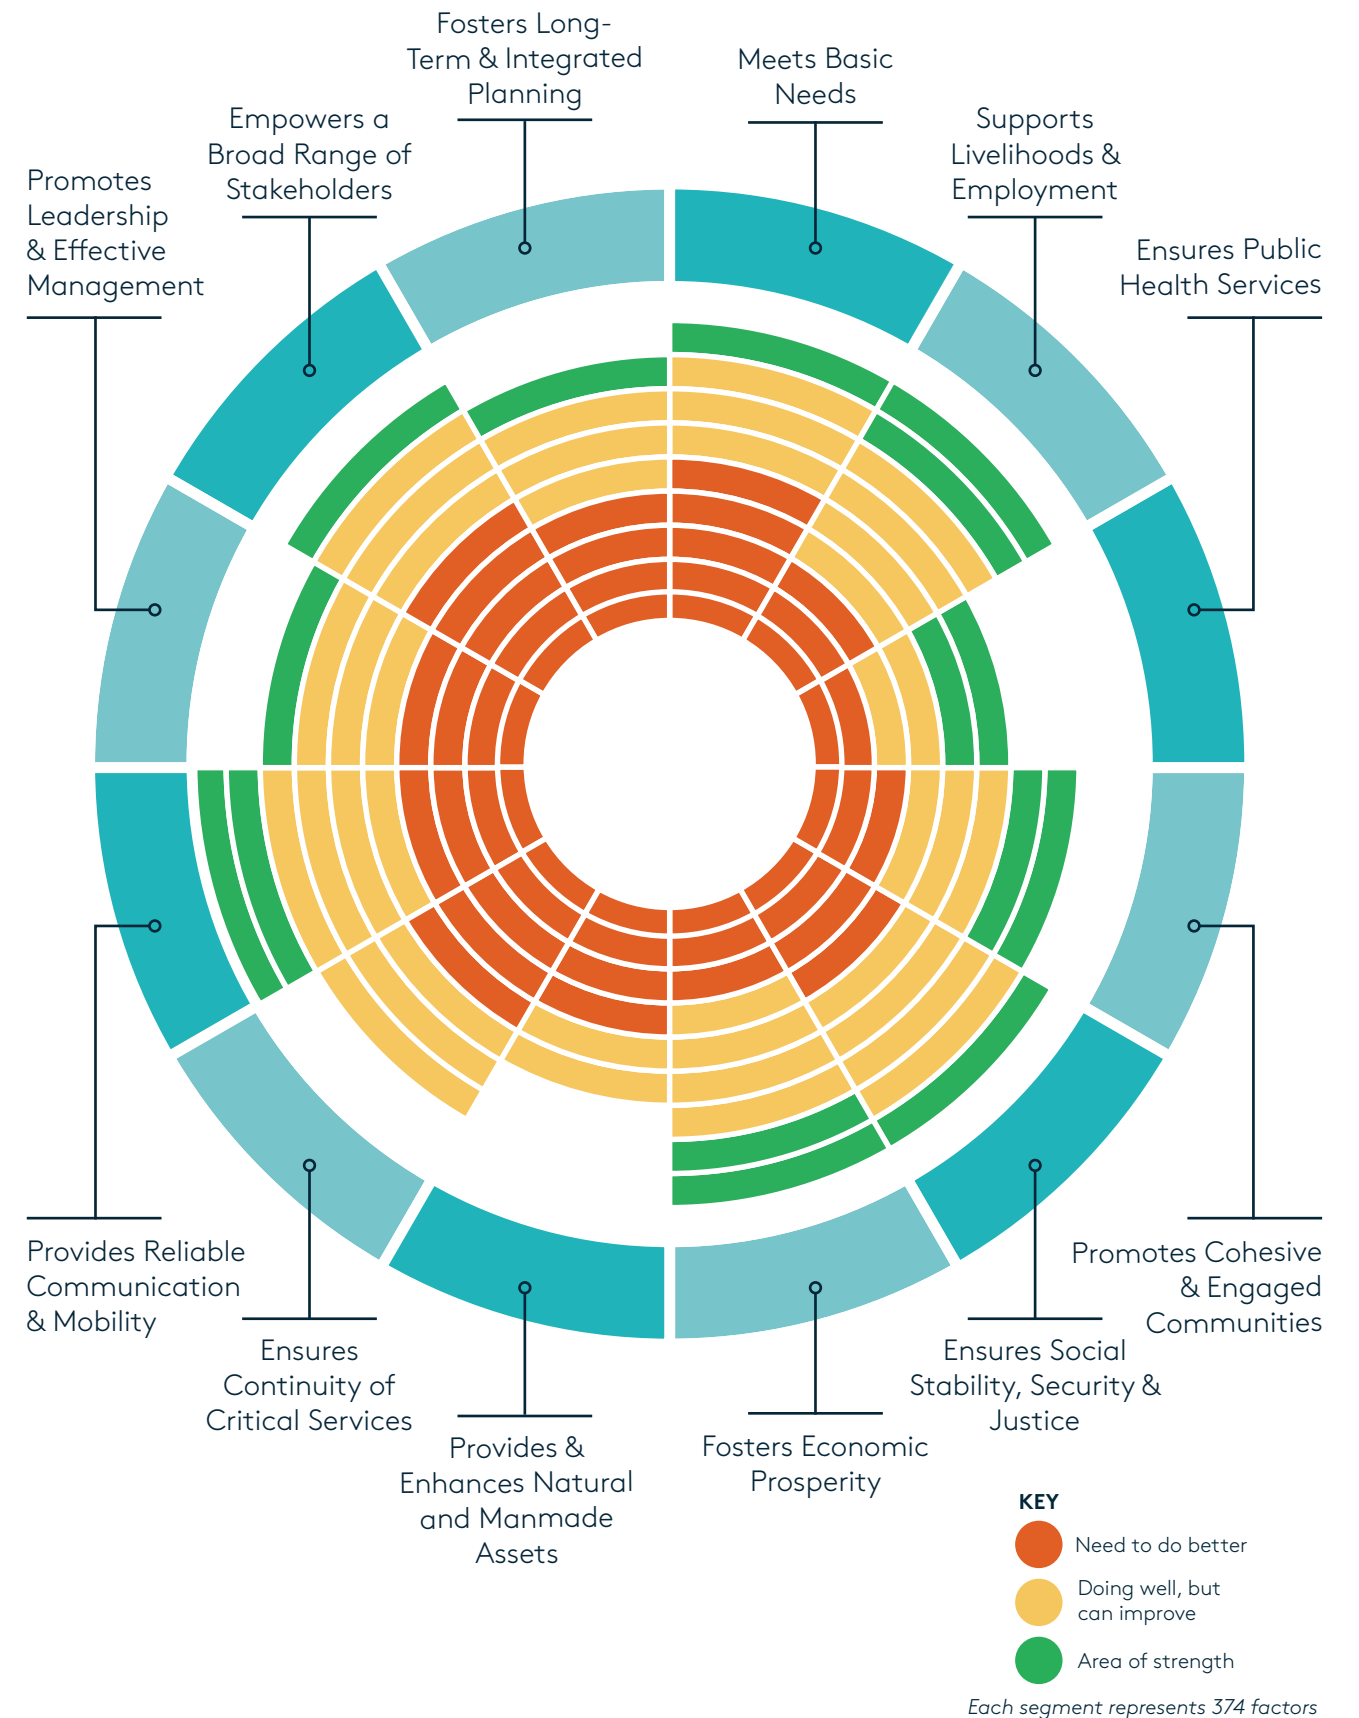 Fosters Long-
Term & Integrated
Planning
Meets Basic
Needs
Supports
Livelihoods &
Employment
Ensures Public
Health Services
Promotes Cohesive
& Engaged
Communities
Ensures Social
Stability, Security &
Justice
Fosters Economic
Prosperity
Provides &
Enhances Natural
and Manmade
Assets
Ensures
Continuity of
Critical Services
Provides Reliable
Communication
& Mobility
Promotes
Leadership
& Effective
Management
Empowers a
Broad Range of
Stakeholders
KEY
Need to do better
Doing well, but
can improve
Area of strength
Each segment represents 374 factors